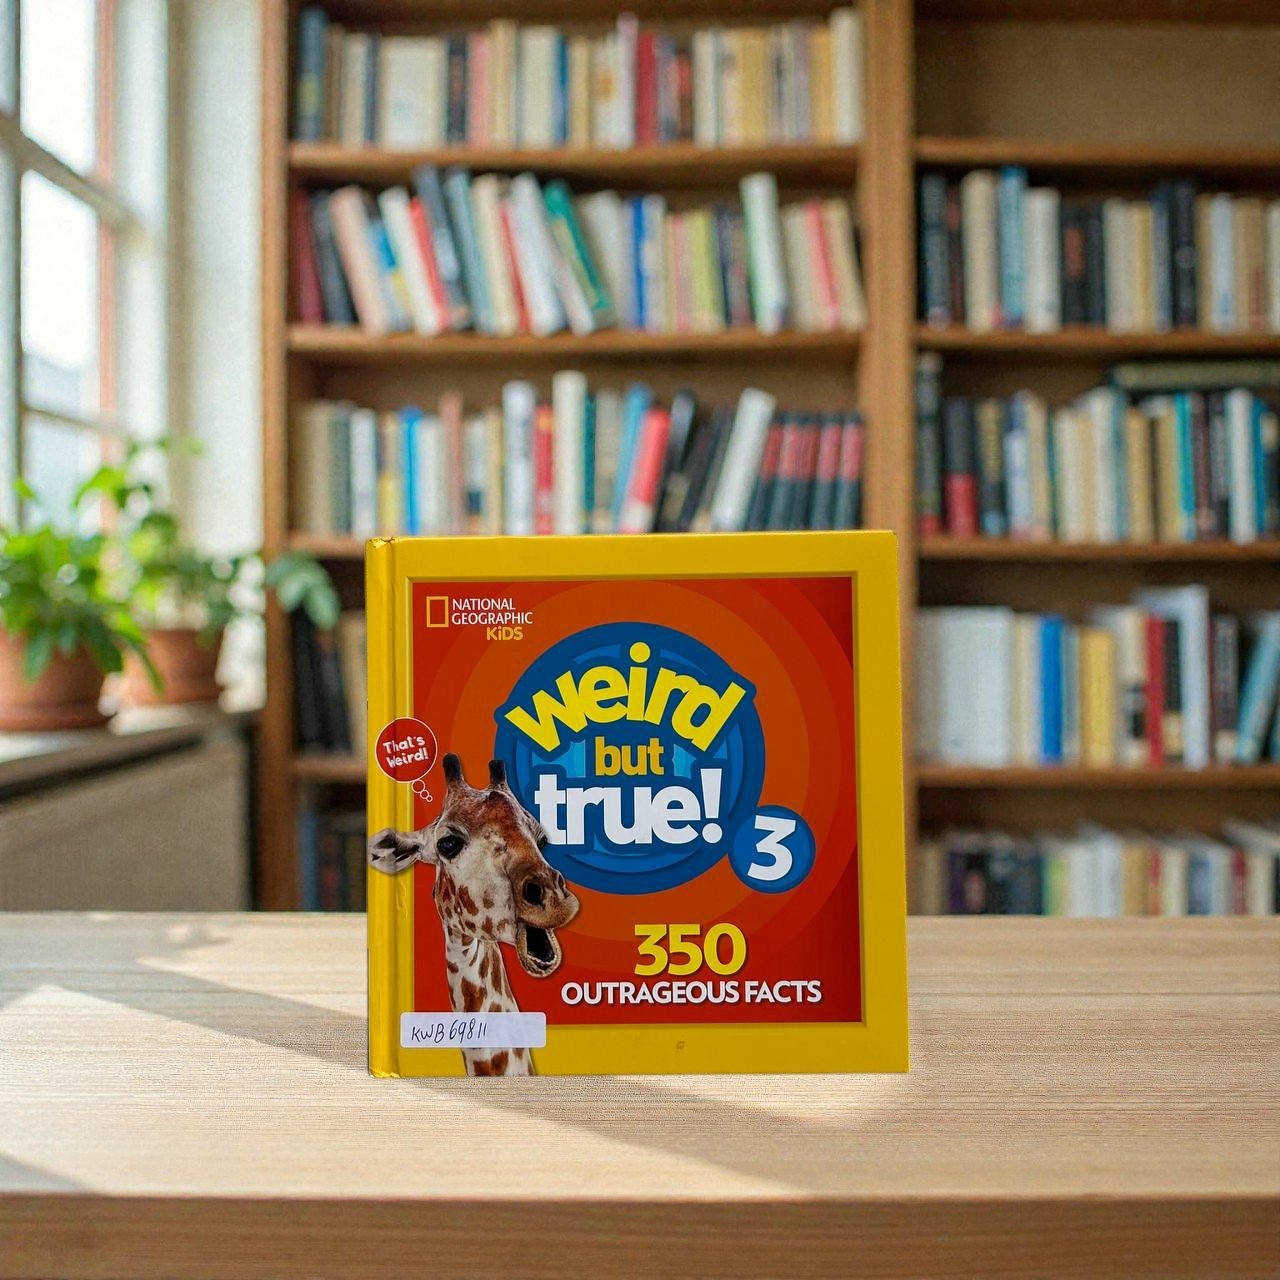 NATIONAL
GEOGRAPHIC
KiDS
weird
but
true!
3
That's
Weird!
350
OUTRAGEOUS FACTS
KWB 69811